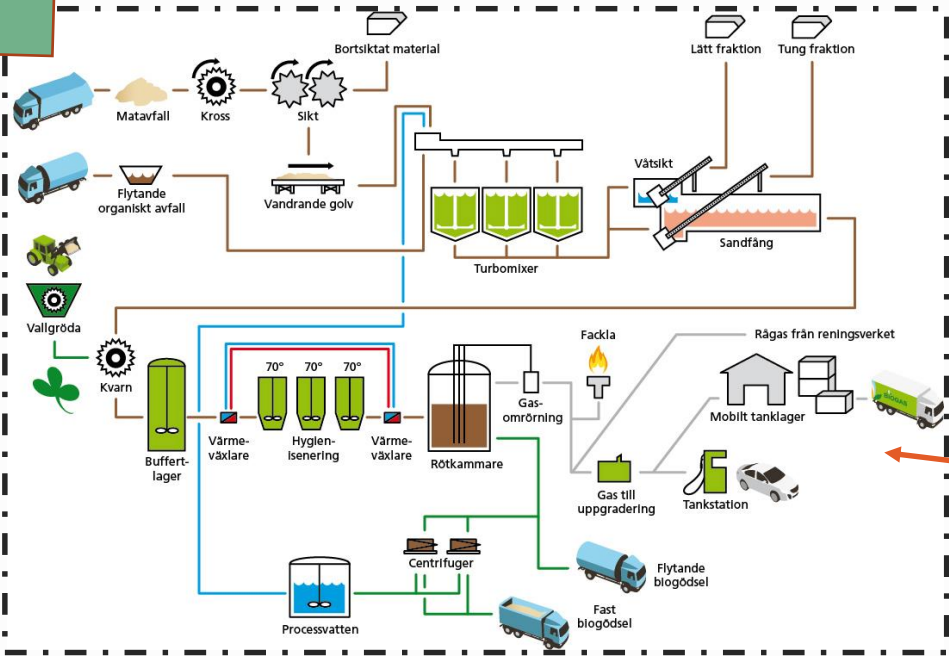 Bortsiktat material
Lätt fraktion
Tung fraktion
Matavfall
Kross
Sikt
Flytande
organiskt avfall
Vandrande golv
Våtsikt
Sandfång
Turbomixer
Vallgröda
Kvarn
Buffert-
lager
Värme-
växlare
70°
70°
70°
Hygien-
isenering
Värme-
växlare
Rötkammare
Gas-
omrörning
Fackla
Rågas från reningsverket
Mobilt tanklager
BIOGAS
Gas till
uppgradering
Tankstation
Centrifuger
Flytande
biogödsel
Fast
biogödsel
Processvatten